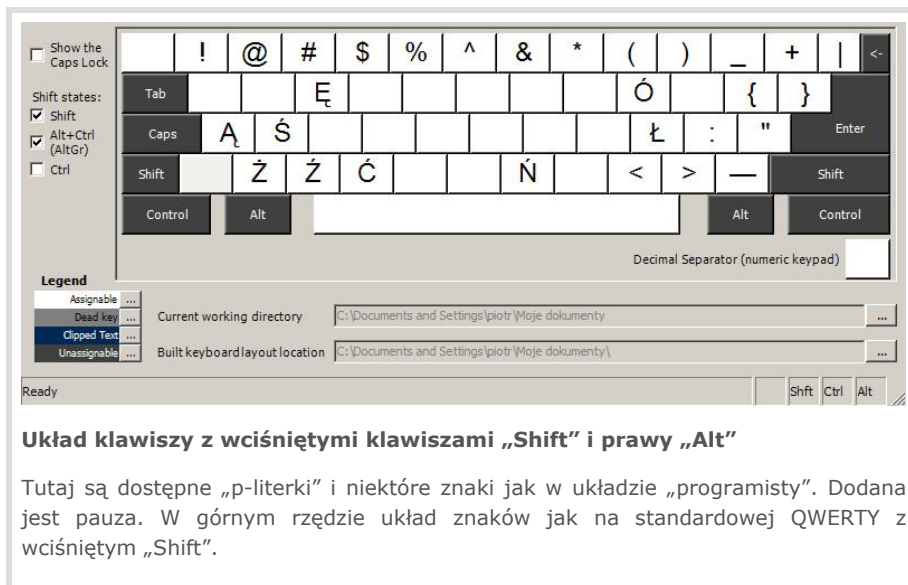 Show the
Caps Lock
! @ # $ % ^ & * ( ) _ + | <-
Shift states:
Shift
Alt+Ctrl
(AltGr)
Ctrl
Tab Ę Ó { }
Caps Ą Ś Ł : " Enter
Shift Ż Ź Ć Ń < > — Shift
Control Alt Alt Control
Decimal Separator (numeric keypad)
Legend
Assignable ...
Dead key ...
Clipped Text ...
Unassignable ...
Current working directory C:\Documents and Settings\piotr\Moje dokumenty ...
Built keyboard layout location C:\Documents and Settings\piotr\Moje dokumenty\ ...
Ready Shft Ctrl Alt
Układ klawiszy z wciśniętymi klawiszami „Shift” i prawy „Alt”
Tutaj są dostępne „p-literki” i niektóre znaki jak w układzie „programisty”. Dodana
jest pauza. W górnym rzędzie układ znaków jak na standardowej QWERTY z
wciśniętym „Shift”.